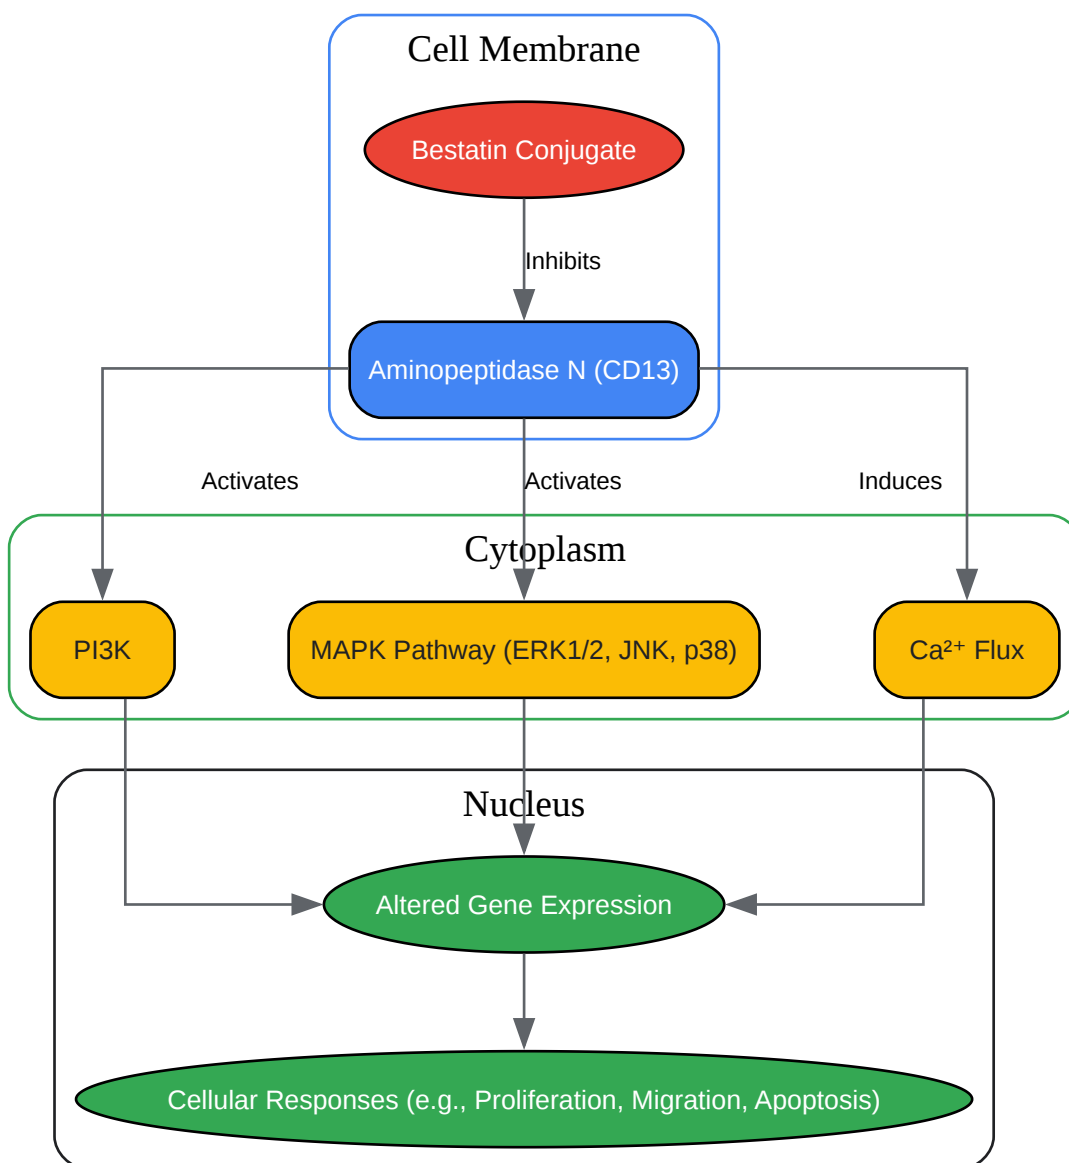 Cell Membrane
Bestatin Conjugate
Inhibits
Aminopeptidase N (CD13)
Activates
Activates
Induces
Cytoplasm
PI3K
MAPK Pathway (ERK1/2, JNK, p38)
Ca²⁺ Flux
Nucleus
Altered Gene Expression
Cellular Responses (e.g., Proliferation, Migration, Apoptosis)